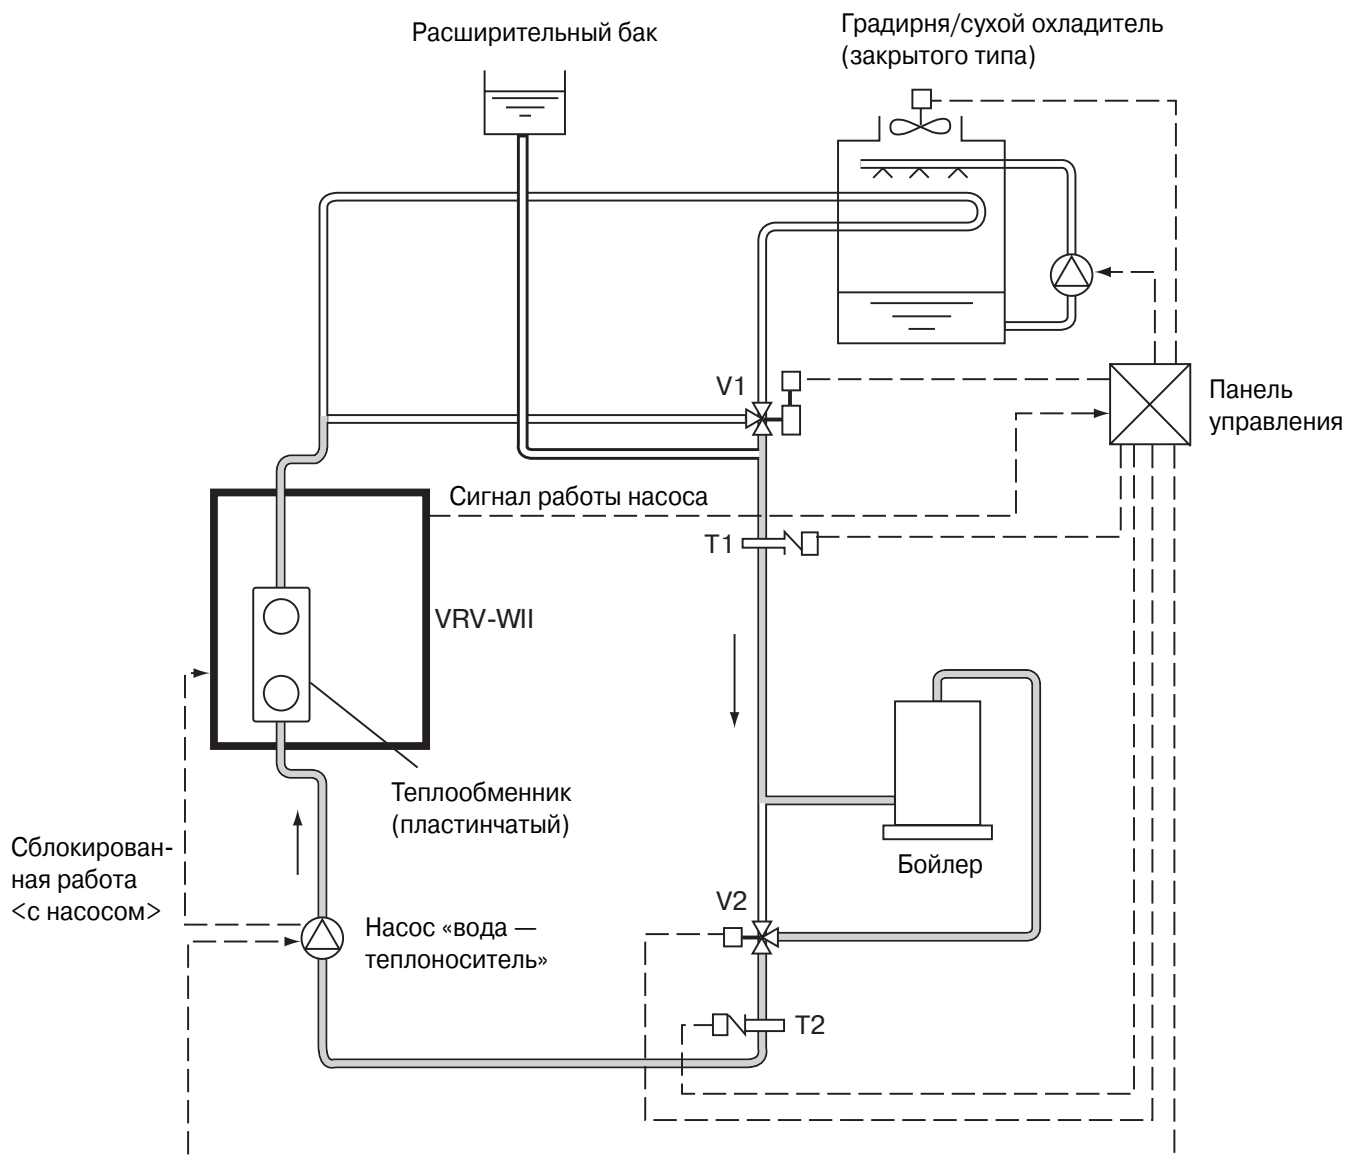 Расширительный бак
Градирня/сухой охладитель
(закрытого типа)
V1
Панель
управления
Сигнал работы насоса
T1
VRV-WII
Теплообменник
(пластинчатый)
Сблокирован-
ная работа
<с насосом>
Бойлер
V2
Насос «вода —
теплоноситель»
T2